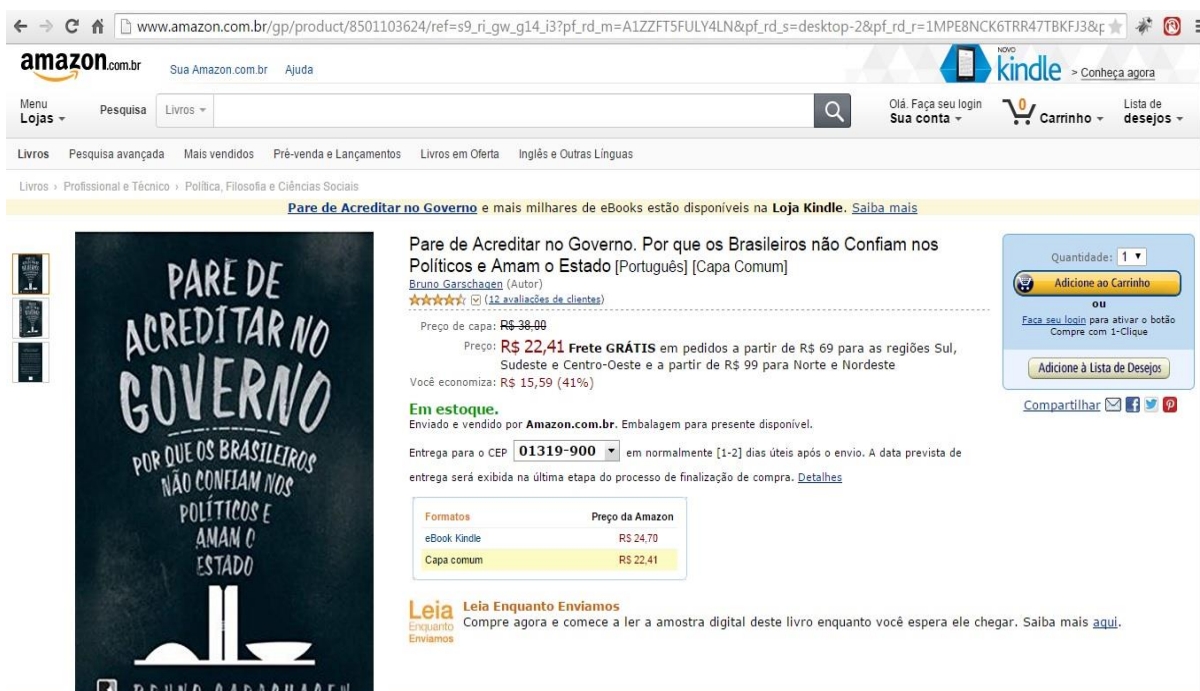 www.amazon.com.br/gp/product/8501103624/ref=s9_ri_gw_g14_i3?pf_rd_m=A1ZZFT5FULY4LN&pf_rd_s=desktop-2&pf_rd_r=1MPE8NCK6TRR47TBKFJ3&p
amazon.com.br
Sua Amazon.com.br Ajuda
NOVO
kindle > Conheça agora
Menu
Lojas
Pesquisa Livros
Olá. Faça seu login
Sua conta
0
Carrinho
Lista de
desejos
Livros Pesquisa avançada Mais vendidos Pré-venda e Lançamentos Livros em Oferta Inglês e Outras Línguas
Livros › Profissional e Técnico › Política, Filosofia e Ciências Sociais
Pare de Acreditar no Governo e mais milhares de eBooks estão disponíveis na Loja Kindle. Saiba mais
PARE DE
ACREDITAR NO
GOVERNO
POR QUE OS BRASILEIROS
NÃO CONFIAM NOS
POLÍTICOS E
AMAM O
ESTADO
BRUNO GARSCHAGEN
Pare de Acreditar no Governo. Por que os Brasileiros não Confiam nos
Políticos e Amam o Estado [Português] [Capa Comum]
Bruno Garschagen (Autor)
(12 avaliações de clientes)
Preço de capa: R$ 38,00
Preço: R$ 22,41 Frete GRÁTIS em pedidos a partir de R$ 69 para as regiões Sul,
Sudeste e Centro-Oeste e a partir de R$ 99 para Norte e Nordeste
Você economiza: R$ 15,59 (41%)
Em estoque.
Enviado e vendido por Amazon.com.br. Embalagem para presente disponível.
Entrega para o CEP 01319-900 em normalmente [1-2] dias úteis após o envio. A data prevista de
entrega será exibida na última etapa do processo de finalização de compra. Detalhes
Formatos Preço da Amazon
eBook Kindle R$ 24,70
Capa comum R$ 22,41
Leia
Enquanto
Enviamos
Leia Enquanto Enviamos
Compre agora e comece a ler a amostra digital deste livro enquanto você espera ele chegar. Saiba mais aqui.
Quantidade: 1
Adicione ao Carrinho
ou
Faça seu login para ativar o botão
Compre com 1-Clique
Adicione à Lista de Desejos
Compartilhar